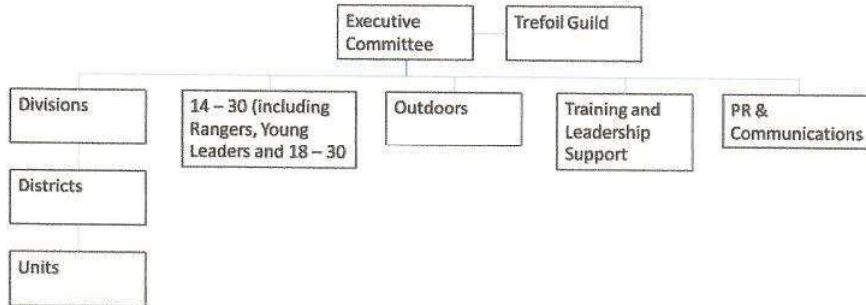 Executive
Committee
Trefoil Guild
Divisions
14 – 30 (including
Rangers, Young
Leaders and 18 – 30
Outdoors
Training and
Leadership
Support
PR &
Communications
Districts
Units